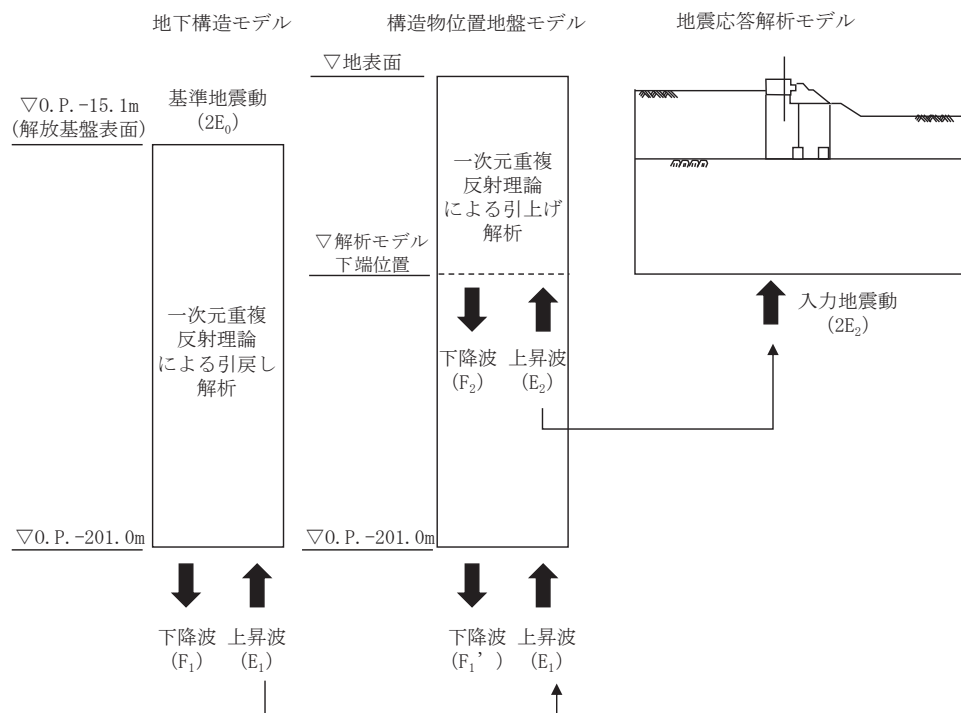 地下構造モデル
▽O.P.-15.1m
(解放基盤表面)
基準地震動
(2E₀)
一次元重複
反射理論
による引戻し
解析
▽O.P.-201.0m
下降波
(F₁)
上昇波
(E₁)
構造物位置地盤モデル
▽地表面
一次元重複
反射理論
による引上げ
解析
▽解析モデル
下端位置
下降波
(F₂)
上昇波
(E₂)
▽O.P.-201.0m
下降波
(F₁’)
上昇波
(E₁)
地震応答解析モデル
入力地震動
(2E₂)